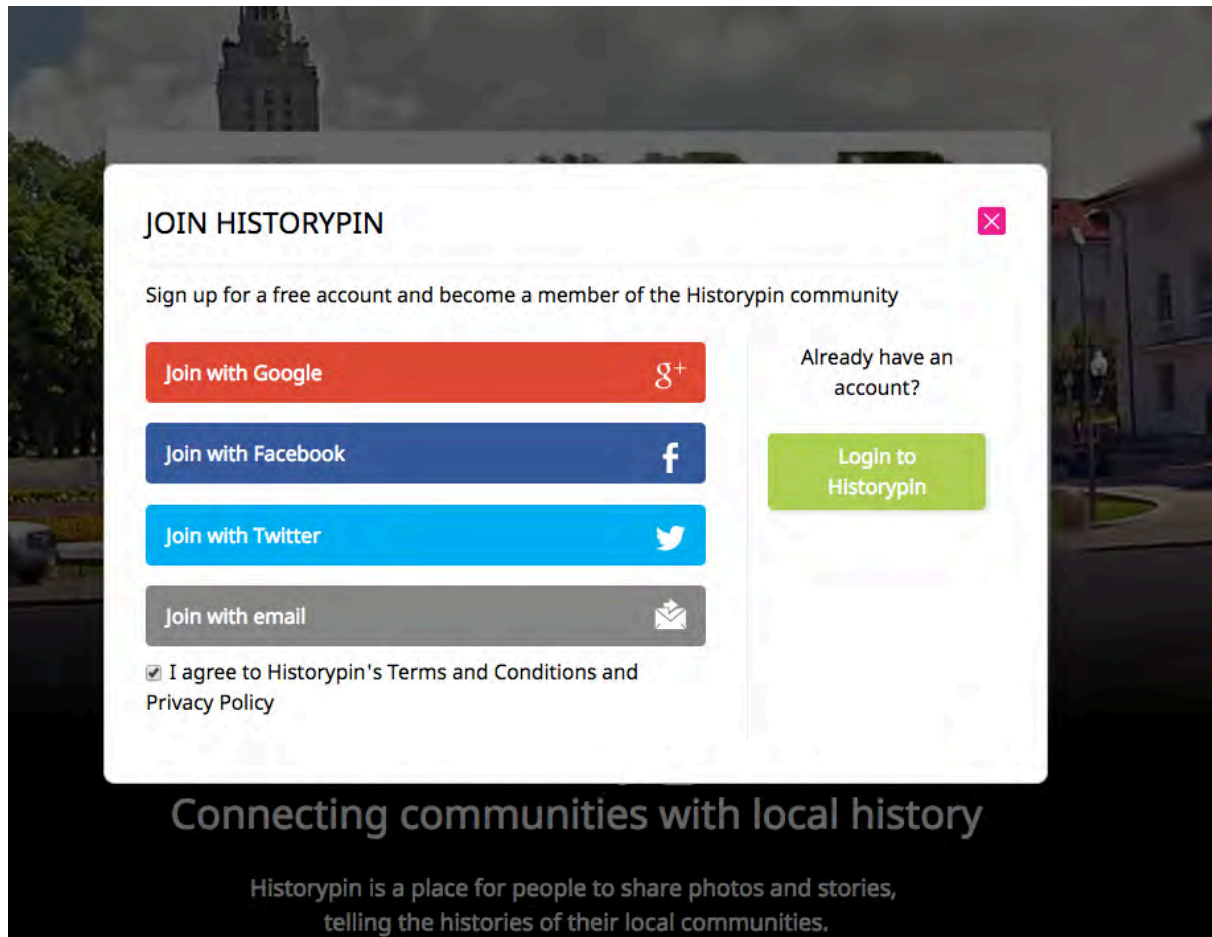 JOIN HISTORYPIN
Sign up for a free account and become a member of the Historypin community
Join with Google
g+
Join with Facebook
f
Join with Twitter
Join with email
I agree to Historypin's Terms and Conditions and
Privacy Policy
Already have an
account?
Login to
Historypin
Connecting communities with local history
Historypin is a place for people to share photos and stories,
telling the histories of their local communities.